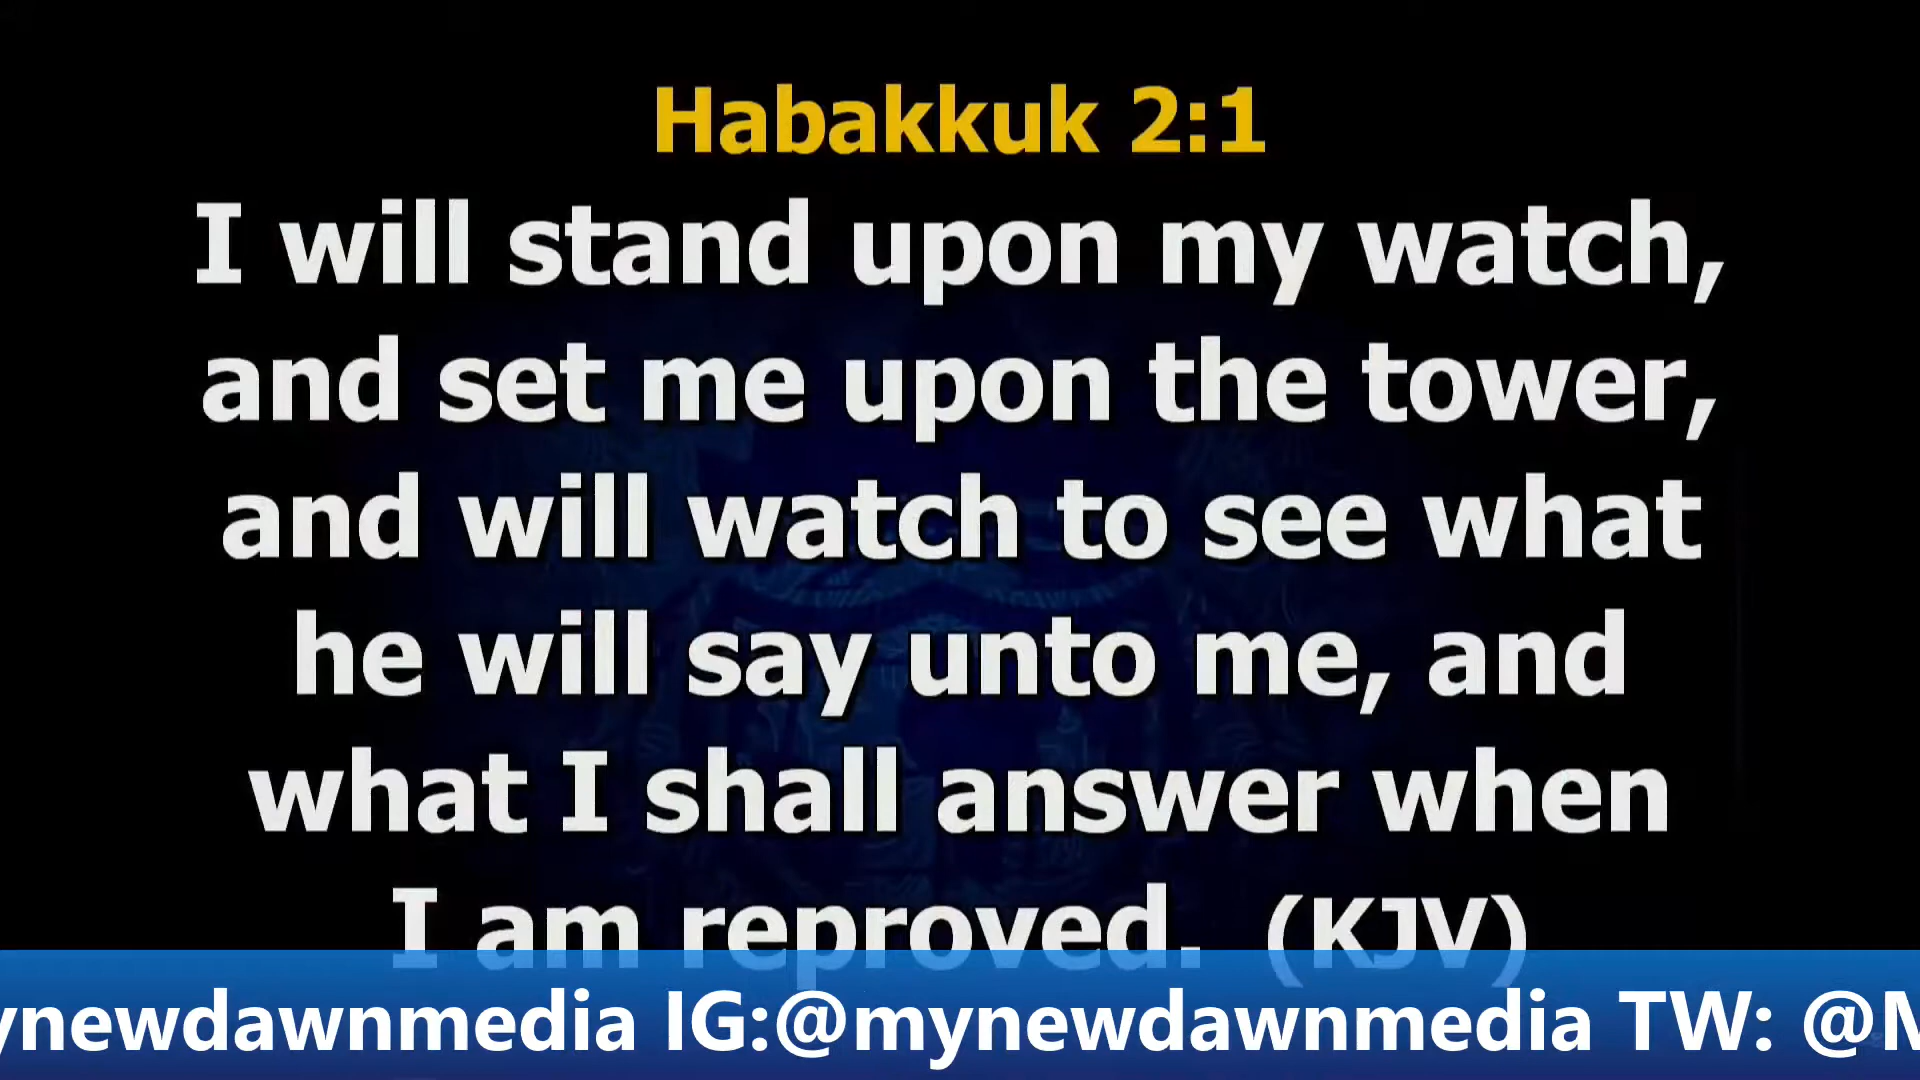 Habakkuk 2:1
I will stand upon my watch,
and set me upon the tower,
and will watch to see what
he will say unto me, and
what I shall answer when
I am reproved. (KJV)
ynewdawnmedia IG:@mynewdawnmedia TW: @M